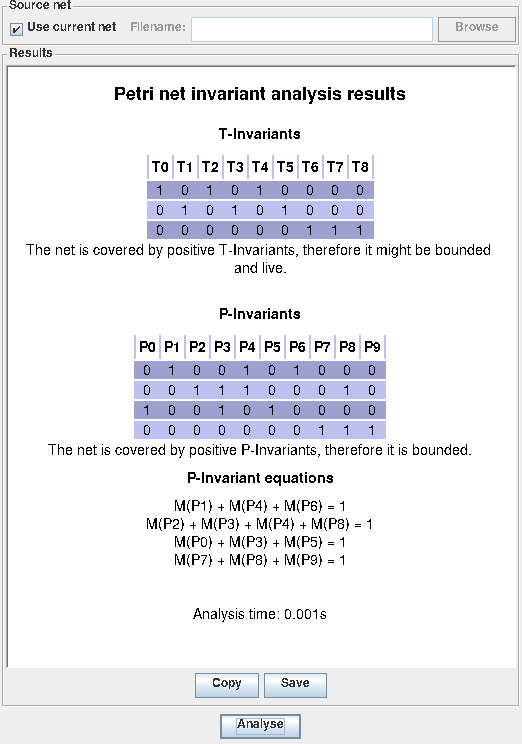 Source net
Use current net Filename: Browse
Results
Petri net invariant analysis results
T-Invariants
T0 T1 T2 T3 T4 T5 T6 T7 T8
1 0 1 0 1 0 0 0 0
0 1 0 1 0 1 0 0 0
0 0 0 0 0 0 1 1 1
The net is covered by positive T-Invariants, therefore it might be bounded
and live.
P-Invariants
P0 P1 P2 P3 P4 P5 P6 P7 P8 P9
0 1 0 0 1 0 1 0 0 0
0 0 1 1 1 0 0 0 1 0
1 0 0 1 0 1 0 0 0 0
0 0 0 0 0 0 0 1 1 1
The net is covered by positive P-Invariants, therefore it is bounded.
P-Invariant equations
M(P1) + M(P4) + M(P6) = 1
M(P2) + M(P3) + M(P4) + M(P8) = 1
M(P0) + M(P3) + M(P5) = 1
M(P7) + M(P8) + M(P9) = 1
Analysis time: 0.001s
Copy Save
Analyse